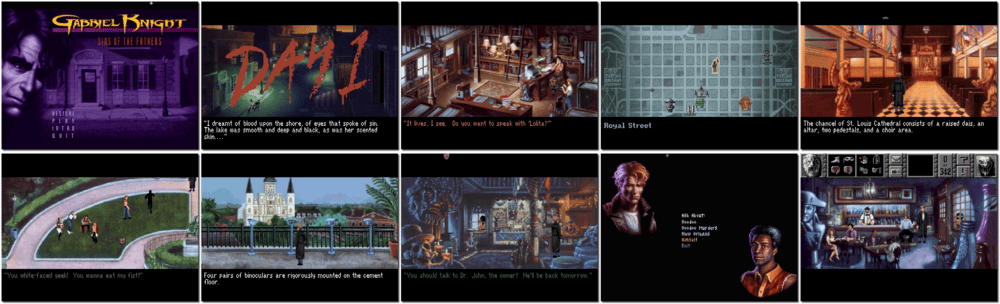 GABRIEL KNIGHT
SINS OF THE FATHERS
RESTORE
PLAY
INTRO
QUIT
DAY 1
"I dreamt of blood upon the shore, of eyes that spoke of sin.
The lake was smooth and deep and black, as was her scented
skin...."
"It lives, I see.  Do you want to speak with 'Lolita?'"
Royal Street
The chancel of St. Louis Cathedral consists of a raised dais, an
altar, two pedestals, and a choir area.
"You white-faced geek!  You wanna eat my fist?"
Four pairs of binoculars are rigorously mounted on the cement
floor.
"You should talk to Dr. John, the owner?  He'll be back tomorrow."
Ask About:
Voodoo
Voodoo Murders
New Orleans
Himself
Exit
0
342